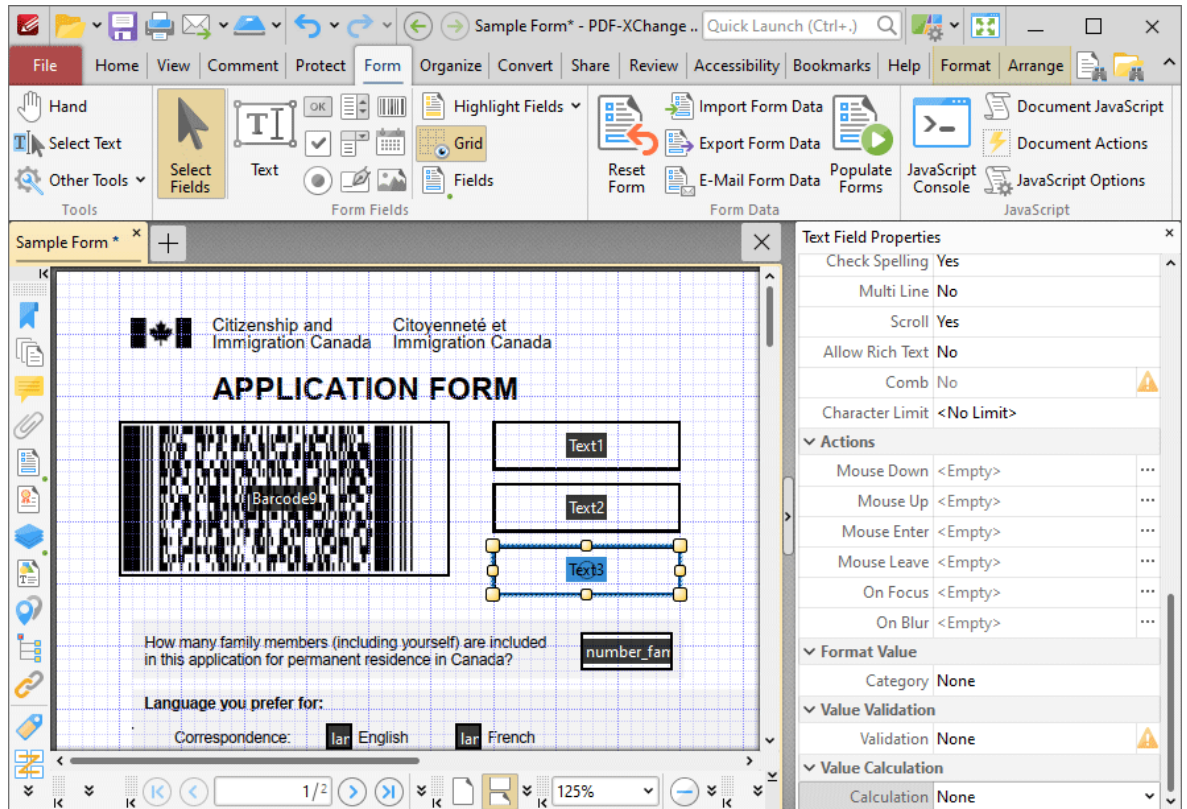 Sample Form* - PDF-XChange ..
Quick Launch (Ctrl+.)
File Home View Comment Protect Form Organize Convert Share Review Accessibility Bookmarks Help Format Arrange
Hand
Select Text
Other Tools
Tools
Select Fields
Text
OK
Highlight Fields
Grid
Fields
Form Fields
Reset Form
Import Form Data
Export Form Data
E-Mail Form Data
Populate Forms
Form Data
JavaScript Console
Document JavaScript
Document Actions
JavaScript Options
JavaScript
Sample Form *
Citizenship and Immigration Canada
Citoyenneté et Immigration Canada
APPLICATION FORM
Barcode9
Text1
Text2
Text3
How many family members (including yourself) are included
in this application for permanent residence in Canada?
number_fam
Language you prefer for:
Correspondence: lar English lar French
1/2
125%
Text Field Properties
Check Spelling Yes
Multi Line No
Scroll Yes
Allow Rich Text No
Comb No
Character Limit <No Limit>
Actions
Mouse Down <Empty> ...
Mouse Up <Empty> ...
Mouse Enter <Empty> ...
Mouse Leave <Empty> ...
On Focus <Empty> ...
On Blur <Empty> ...
Format Value
Category None
Value Validation
Validation None
Value Calculation
Calculation None